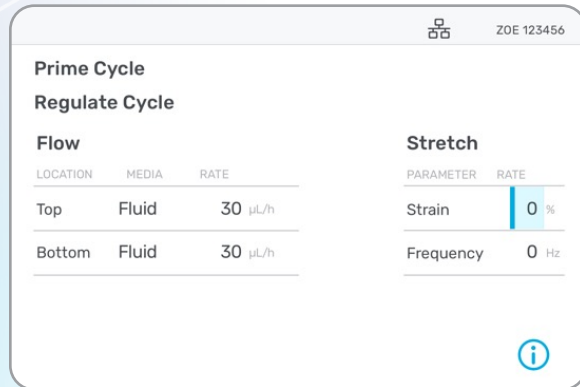 ZOE 123456
Prime Cycle
Regulate Cycle
Flow
LOCATION MEDIA RATE
Top Fluid 30 µL/h
Bottom Fluid 30 µL/h
Stretch
PARAMETER RATE
Strain 0 %
Frequency 0 Hz
i